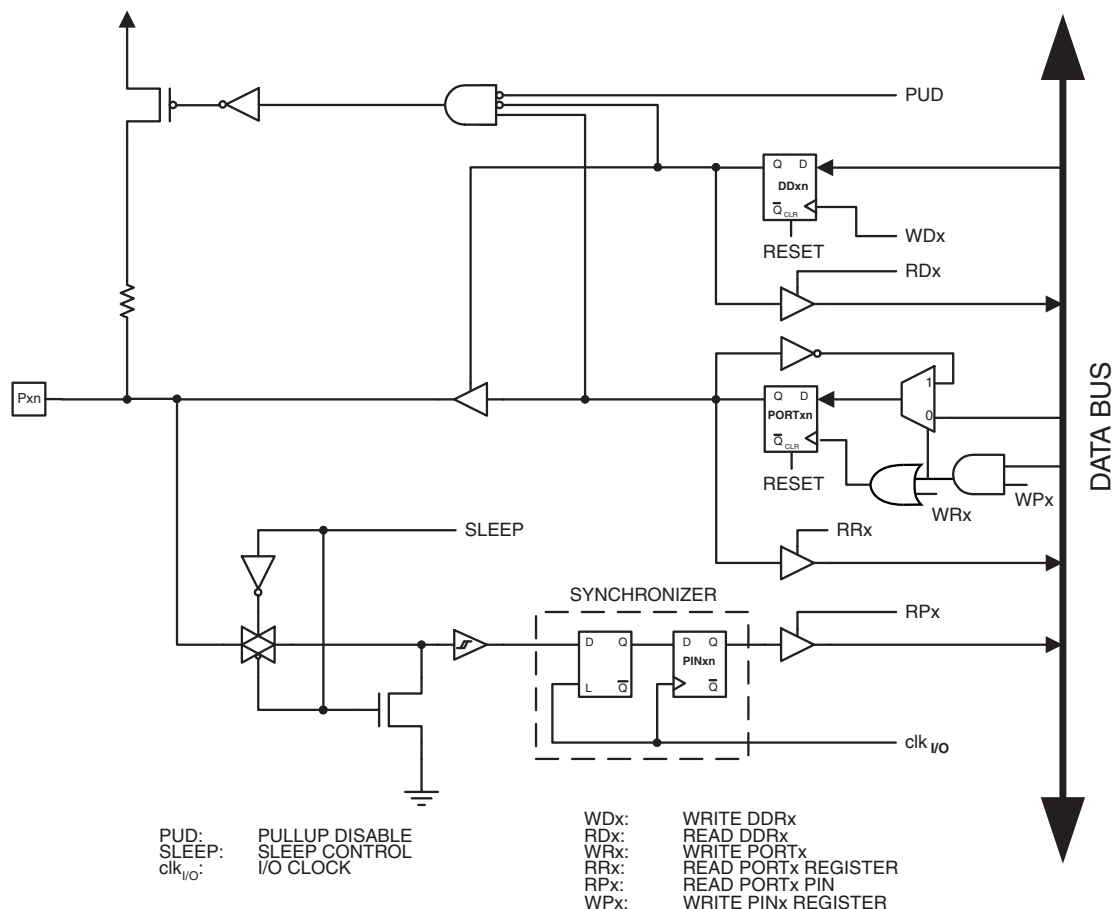 PUD
Q D
DDxn
Q CLR
WDx
RESET
RDx
Pxn
1
Q D
PORTxn
0
Q CLR
RESET
WRx
WPx
DATA BUS
SLEEP
RRx
SYNCHRONIZER
RPx
D Q
L Q
D Q
PINxn
Q
clk I/O
PUD: PULLUP DISABLE
SLEEP: SLEEP CONTROL
clkI/O: I/O CLOCK
WDx: WRITE DDRx
RDx: READ DDRx
WRx: WRITE PORTx
RRx: READ PORTx REGISTER
RPx: READ PORTx PIN
WPx: WRITE PINx REGISTER